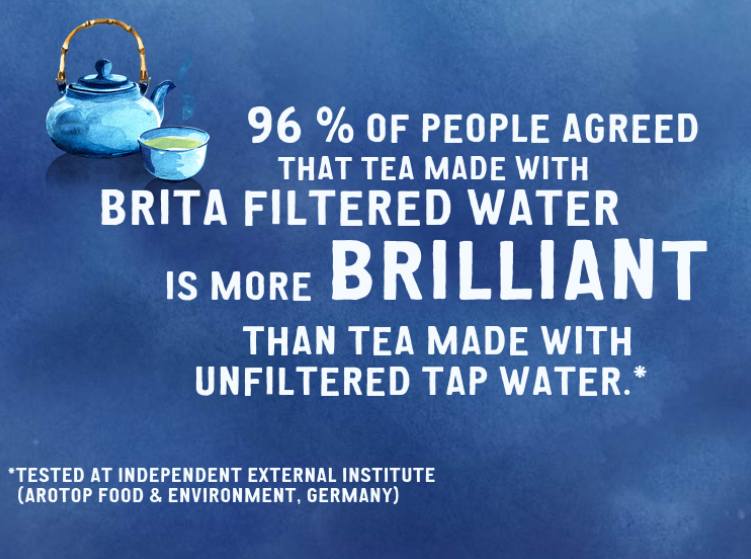 96 % OF PEOPLE AGREED
THAT TEA MADE WITH
BRITA FILTERED WATER
IS MORE BRILLIANT
THAN TEA MADE WITH
UNFILTERED TAP WATER.*
*TESTED AT INDEPENDENT EXTERNAL INSTITUTE
(AROTOP FOOD & ENVIRONMENT, GERMANY)